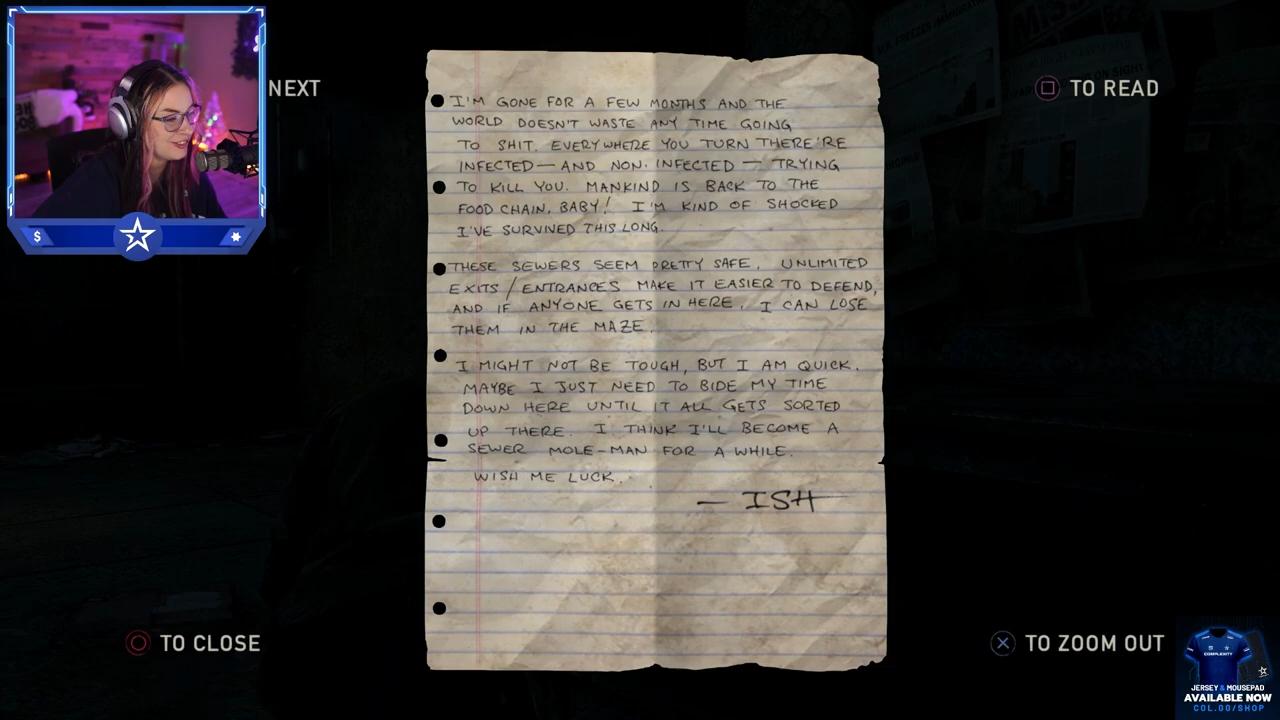 NEXT
TO READ
I'M GONE FOR A FEW MONTHS AND THE
WORLD DOESN'T WASTE ANY TIME GOING
TO SHIT. EVERYWHERE YOU TURN THERE'RE
INFECTED — AND NON-INFECTED — TRYING
TO KILL YOU. MANKIND IS BACK TO THE
FOOD CHAIN, BABY! I'M KIND OF SHOCKED
I'VE SURVIVED THIS LONG.
THESE SEWERS SEEM PRETTY SAFE. UNLIMITED
EXITS/ENTRANCES MAKE IT EASIER TO DEFEND,
AND IF ANYONE GETS IN HERE, I CAN LOSE
THEM IN THE MAZE.
I MIGHT NOT BE TOUGH, BUT I AM QUICK.
MAYBE I JUST NEED TO BIDE MY TIME
DOWN HERE UNTIL IT ALL GETS SORTED
UP THERE. I THINK I'LL BECOME A
SEWER MOLE-MAN FOR A WHILE.
WISH ME LUCK.
— ISH
TO CLOSE
TO ZOOM OUT
$
COMPLEXITY
JERSEY & MOUSEPAD
AVAILABLE NOW
COL.GG/SHOP